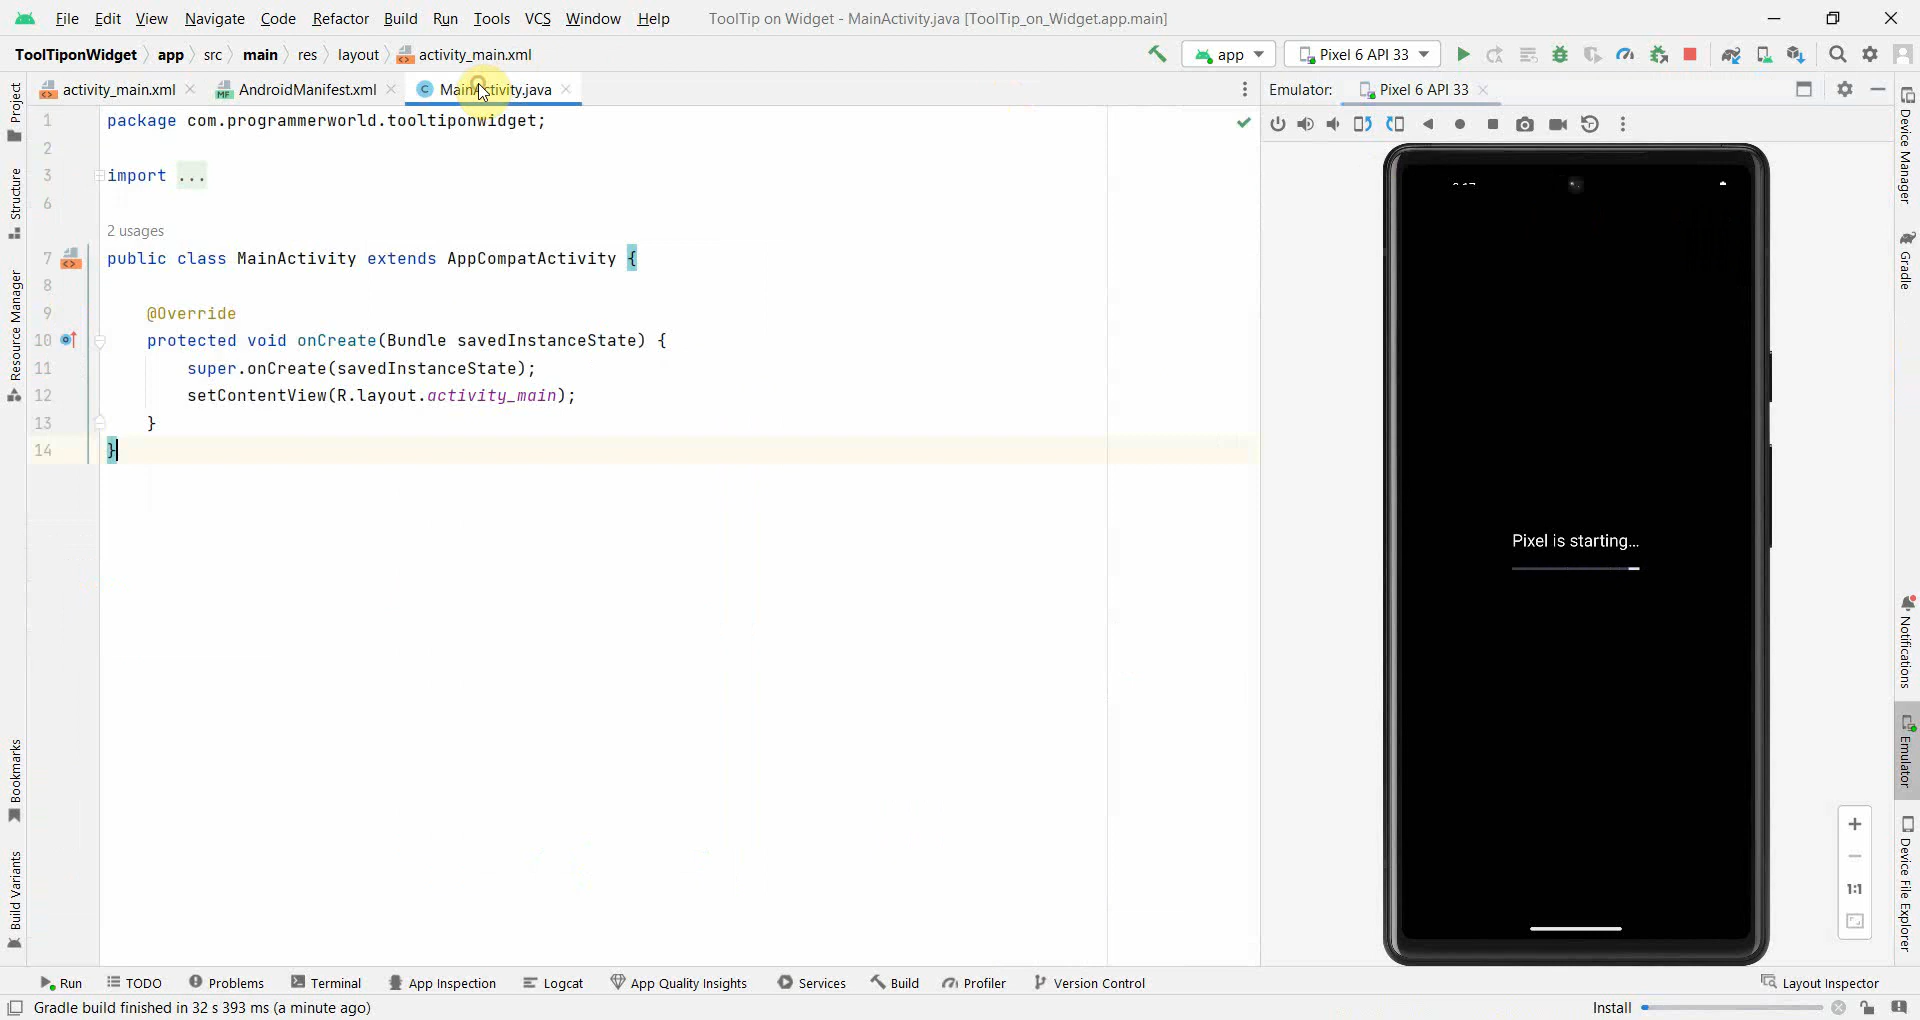 File Edit View Navigate Code Refactor Build Run Tools VCS Window Help ToolTip on Widget - MainActivity.java [ToolTip_on_Widget.app.main]
ToolTiponWidget app src main res layout activity_main.xml app Pixel 6 API 33
activity_main.xml AndroidManifest.xml MainActivity.java Emulator: Pixel 6 API 33
1 package com.programmerworld.tooltiponwidget;
2
3 import ...
6
2 usages
7 public class MainActivity extends AppCompatActivity {
8
9 @Override
10 protected void onCreate(Bundle savedInstanceState) {
11 super.onCreate(savedInstanceState);
12 setContentView(R.layout.activity_main);
13 }
14 }
Pixel is starting...
1:1
Project
Structure
Resource Manager
Bookmarks
Build Variants
Device Manager
Gradle
Notifications
Emulator
Device File Explorer
Run TODO Problems Terminal App Inspection Logcat App Quality Insights Services Build Profiler Version Control Layout Inspector
Gradle build finished in 32 s 393 ms (a minute ago) Install